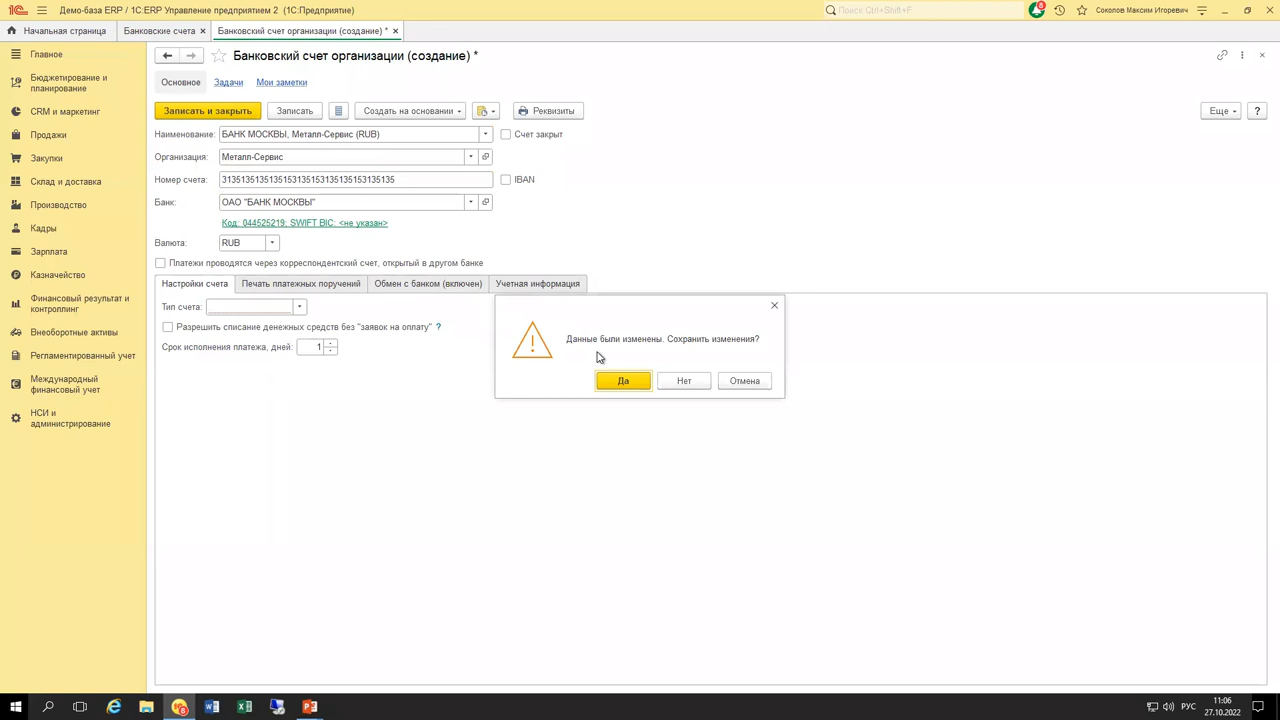 1С Демо-база ERP / 1С:ERP Управление предприятием 2 (1С:Предприятие)
Поиск Ctrl+Shift+F
8
Соколов Максим Игоревич
Начальная страница
Банковские счета ×
Банковский счет организации (создание) * ×
Главное
Бюджетирование и
планирование
CRM и маркетинг
Продажи
Закупки
Склад и доставка
Производство
Кадры
Зарплата
Казначейство
Финансовый результат и
контроллинг
Внеоборотные активы
Регламентированный учет
Международный
финансовый учет
НСИ и
администрирование
Банковский счет организации (создание) *
Основное Задачи Мои заметки
Записать и закрыть Записать Создать на основании Реквизиты Еще ?
Наименование: БАНК МОСКВЫ, Металл-Сервис (RUB) Счет закрыт
Организация: Металл-Сервис
Номер счета: IBAN
Банк: ОАО "БАНК МОСКВЫ"
Код: 044525219; SWIFT BIC: <не указан>
Валюта: RUB
Платежи проводятся через корреспондентский счет, открытый в другом банке
Настройки счета Печать платежных поручений Обмен с банком (включен) Учетная информация
Тип счета:
Разрешить списание денежных средств без "заявок на оплату" ?
Срок исполнения платежа, дней: 1
Данные были изменены. Сохранить изменения?
Да Нет Отмена
РУС
11:06
27.10.2022